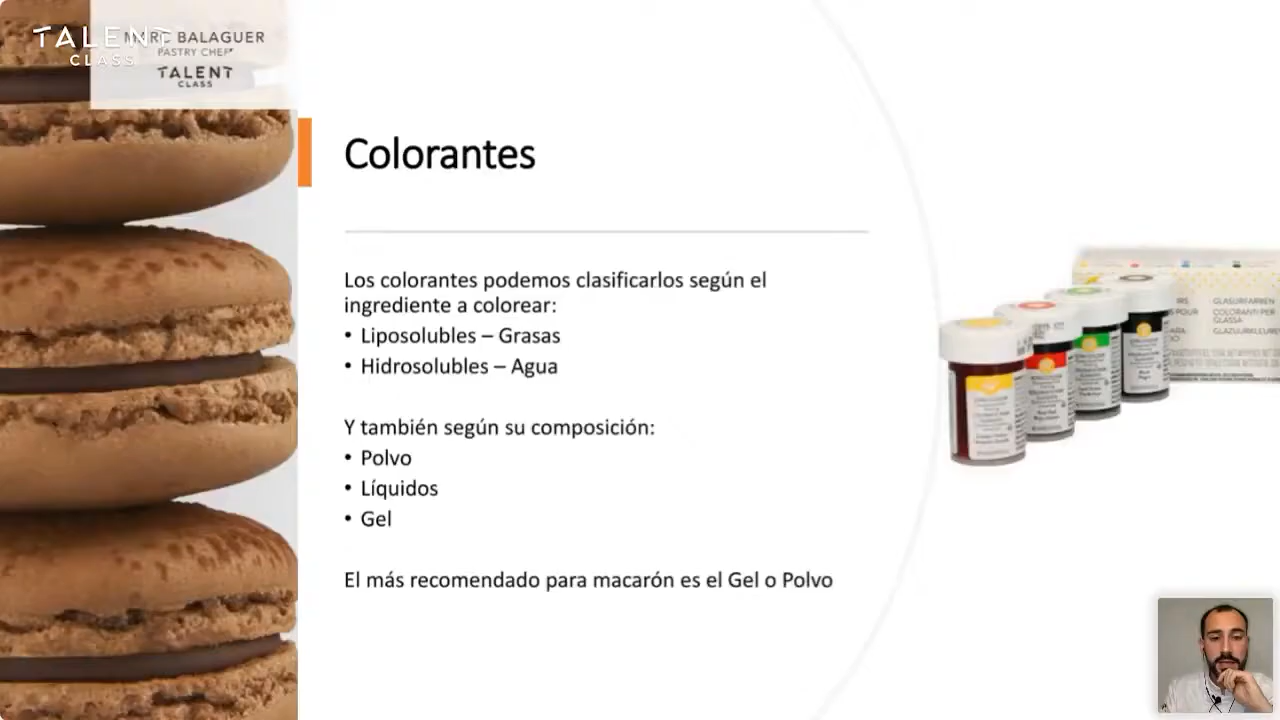 TALENT
CLASS
MARC BALAGUER
PASTRY CHEF
TALENT
CLASS
Colorantes
Los colorantes podemos clasificarlos según el
ingrediente a colorear:
• Liposolubles – Grasas
• Hidrosolubles – Agua
Y también según su composición:
• Polvo
• Líquidos
• Gel
El más recomendado para macarón es el Gel o Polvo
GLASURFARBEN
COLORANTI PER
GLASSA